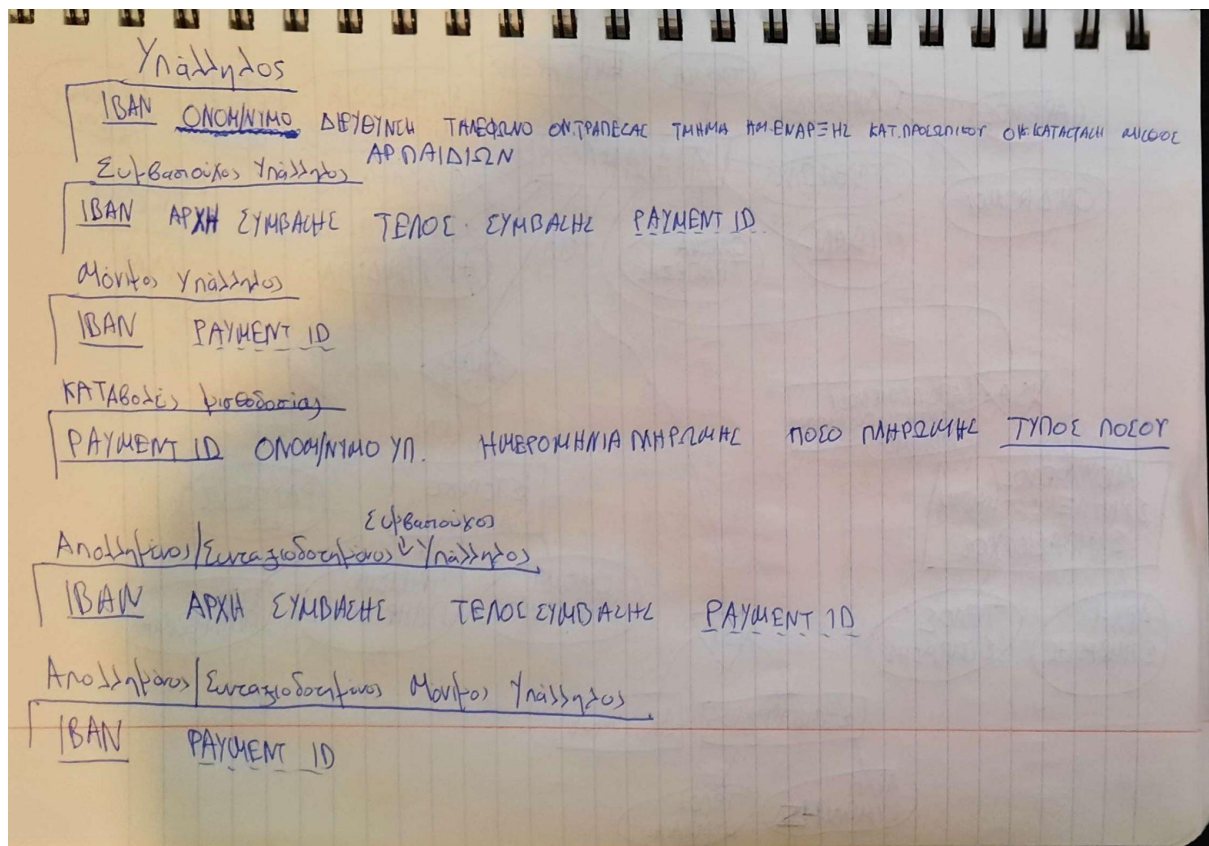 Υπάλληλος
IBAN ΟΝΟΜ/ΝΥΜΟ ΔΙΕΥΘΥΝΣΗ ΤΗΛΕΦΩΝΟ ΟΝ.ΤΡΑΠΕΖΑΣ ΤΜΗΜΑ ΗΜ.ΕΝΑΡΞΗΣ ΚΑΤ.ΠΡΟΣΩΠΙΚΟΥ ΟΙΚ.ΚΑΤΑΣΤΑΣΗ ΜΙΣΘΟΣ
ΑΡ.ΠΑΙΔΙΩΝ
Συμβασιούχος Υπάλληλος
IBAN ΑΡΧΗ ΣΥΜΒΑΣΗΣ ΤΕΛΟΣ ΣΥΜΒΑΣΗΣ PAYMENT ID
Μόνιμος Υπάλληλος
IBAN PAYMENT ID
ΚΑΤΑβολές μισθοδοσίας
PAYMENT ID ΟΝΟΜ/ΝΥΜΟ ΥΠ. ΗΜΕΡΟΜΗΝΙΑ ΠΛΗΡΩΜΗΣ ΠΟΣΟ ΠΛΗΡΩΜΗΣ ΤΥΠΟΣ ΠΟΣΟΥ
Συμβασιούχος
Απολυμένος/Συνταξιοδοτημένος Υπάλληλος
IBAN ΑΡΧΗ ΣΥΜΒΑΣΗΣ ΤΕΛΟΣ ΣΥΜΒΑΣΗΣ PAYMENT ID
Απολυμένος/Συνταξιοδοτημένος Μόνιμος Υπάλληλος
IBAN PAYMENT ID